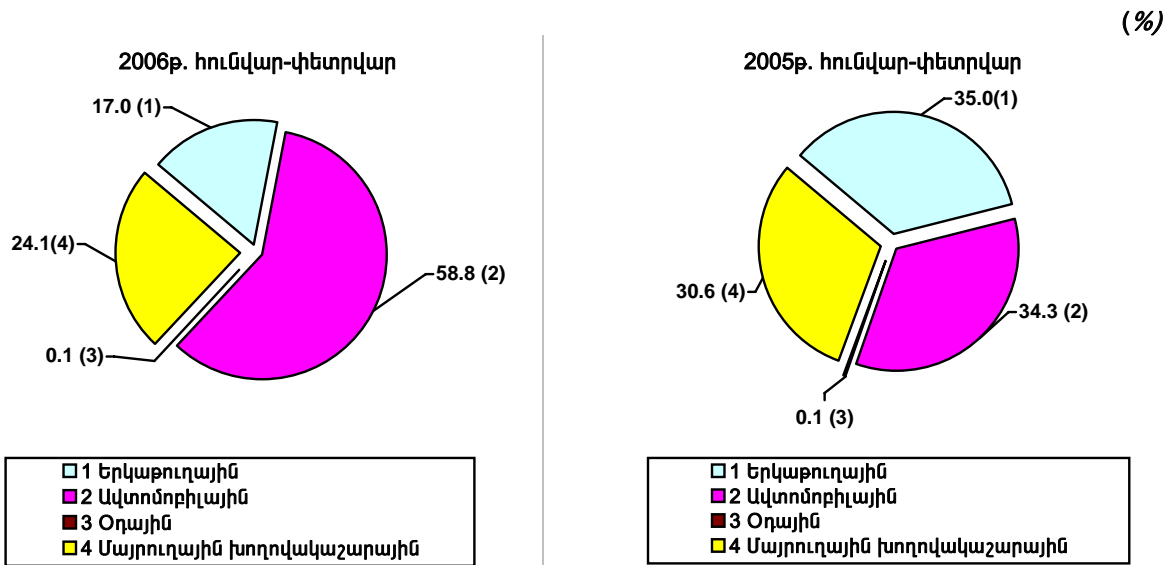 (%)
2006թ. հունվար-փետրվար
17.0 (1)
24.1(4)
58.8 (2)
0.1 (3)
1 Երկաթուղային
2 Ավտոմոբիլային
3 Օդային
4 Մայրուղային խողովակաշարային
2005թ. հունվար-փետրվար
35.0(1)
30.6 (4)
34.3 (2)
0.1 (3)
1 Երկաթուղային
2 Ավտոմոբիլային
3 Օդային
4 Մայրուղային խողովակաշարային